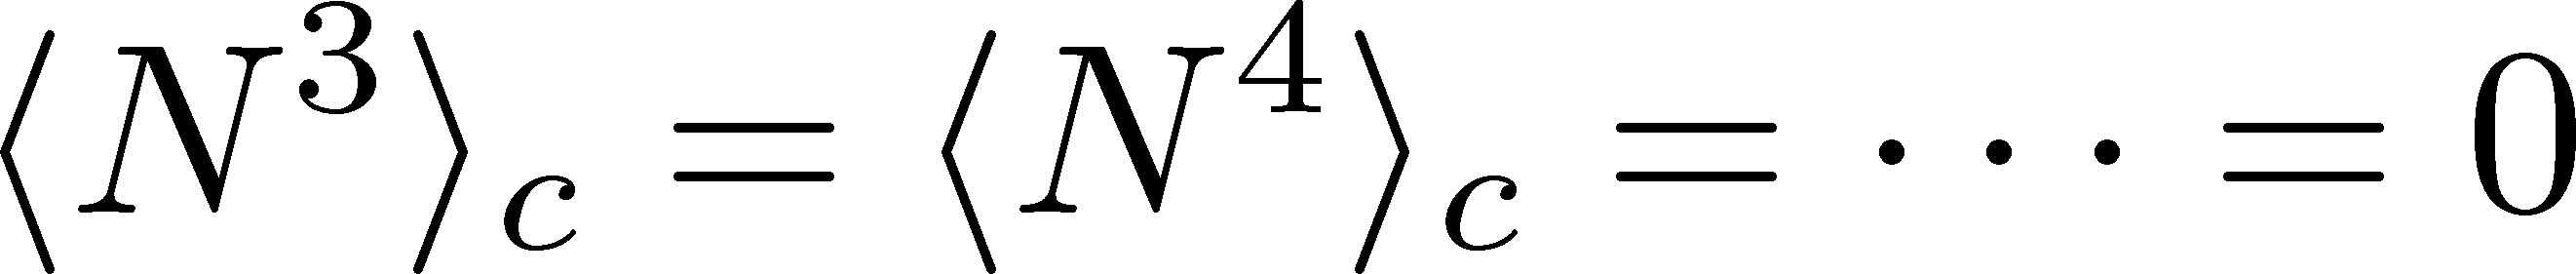 ⟨N³⟩c = ⟨N⁴⟩c = ··· = 0